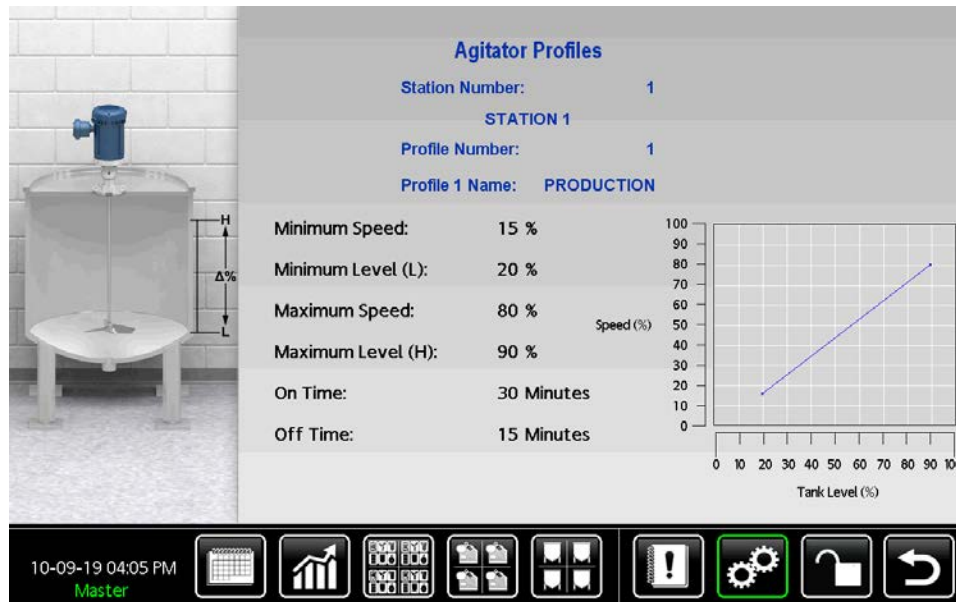 Agitator Profiles
Station Number: 1
STATION 1
Profile Number: 1
Profile 1 Name: PRODUCTION
H
Δ%
L
Minimum Speed: 15 %
Minimum Level (L): 20 %
Maximum Speed: 80 %
Maximum Level (H): 90 %
On Time: 30 Minutes
Off Time: 15 Minutes
100
90
80
70
60
Speed (%) 50
40
30
20
10
0
0 10 20 30 40 50 60 70 80 90 10
Tank Level (%)
10-09-19 04:05 PM
Master